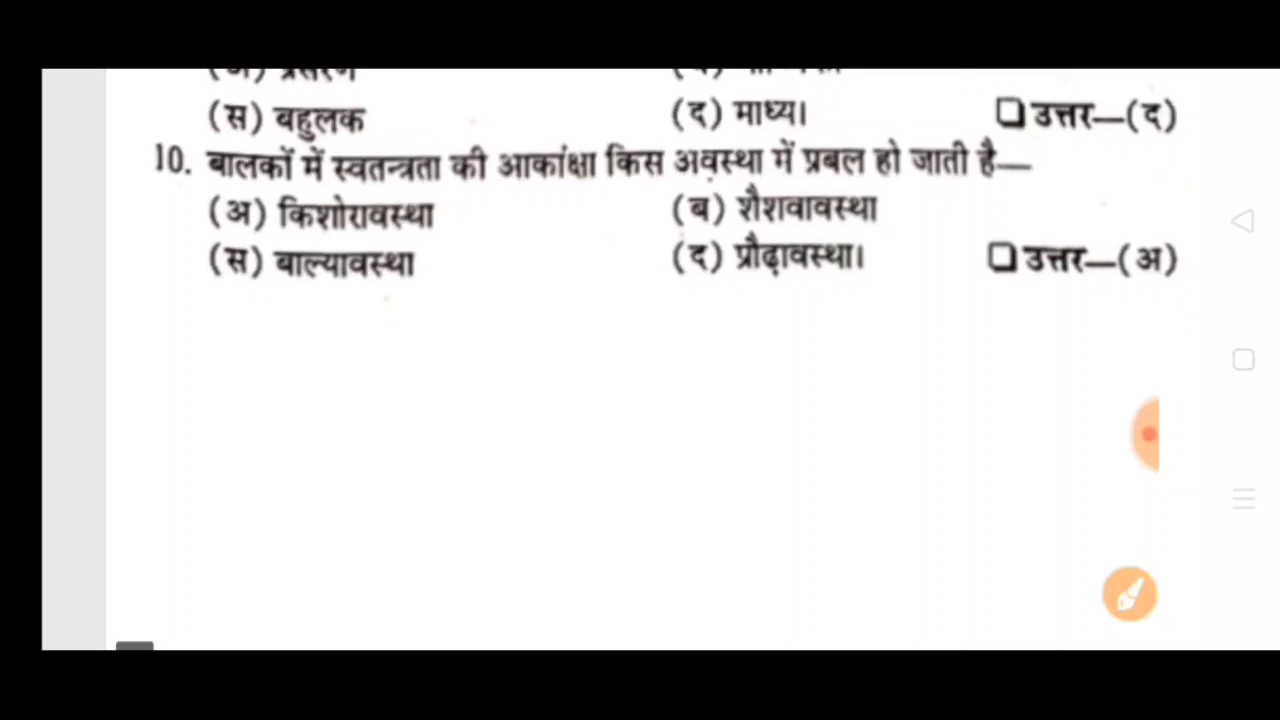 (स) बहुलक (द) माध्य। ❑ उत्तर—(द)
10. बालकों में स्वतन्त्रता की आकांक्षा किस अवस्था में प्रबल हो जाती है—
(अ) किशोरावस्था (ब) शैशवावस्था
(स) बाल्यावस्था (द) प्रौढ़ावस्था। ❑ उत्तर—(अ)